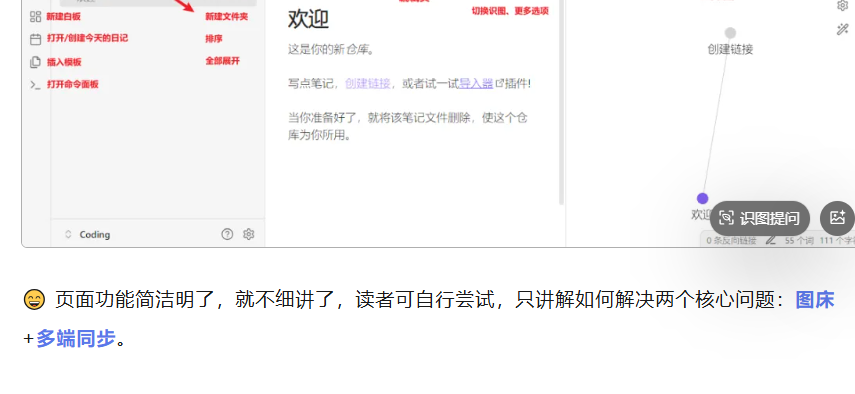 新建白板
新建文件夹
切换识图、更多选项
欢迎
打开/创建今天的日记
排序
这是你的新仓库。
创建链接
插入模板
全部展开
打开命令面板
写点笔记，创建链接，或者试一试导入器插件!
当你准备好了，就将该笔记文件删除，使这个仓
库为你所用。
欢迎
识图提问
Coding
0 条反向链接 55 个词 111 个字符
😄 页面功能简洁明了，就不细讲了，读者可自行尝试，只讲解如何解决两个核心问题：图床
+多端同步。